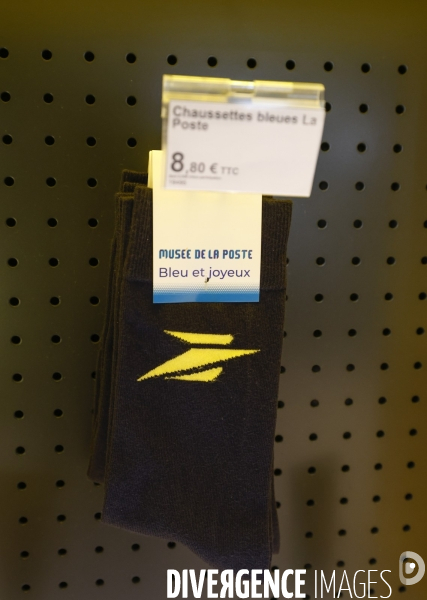 Chaussettes bleues La
Poste
8,80 € TTC
MUSEE DE LA POSTE
Bleu et joyeux
DIVERGENCE IMAGES